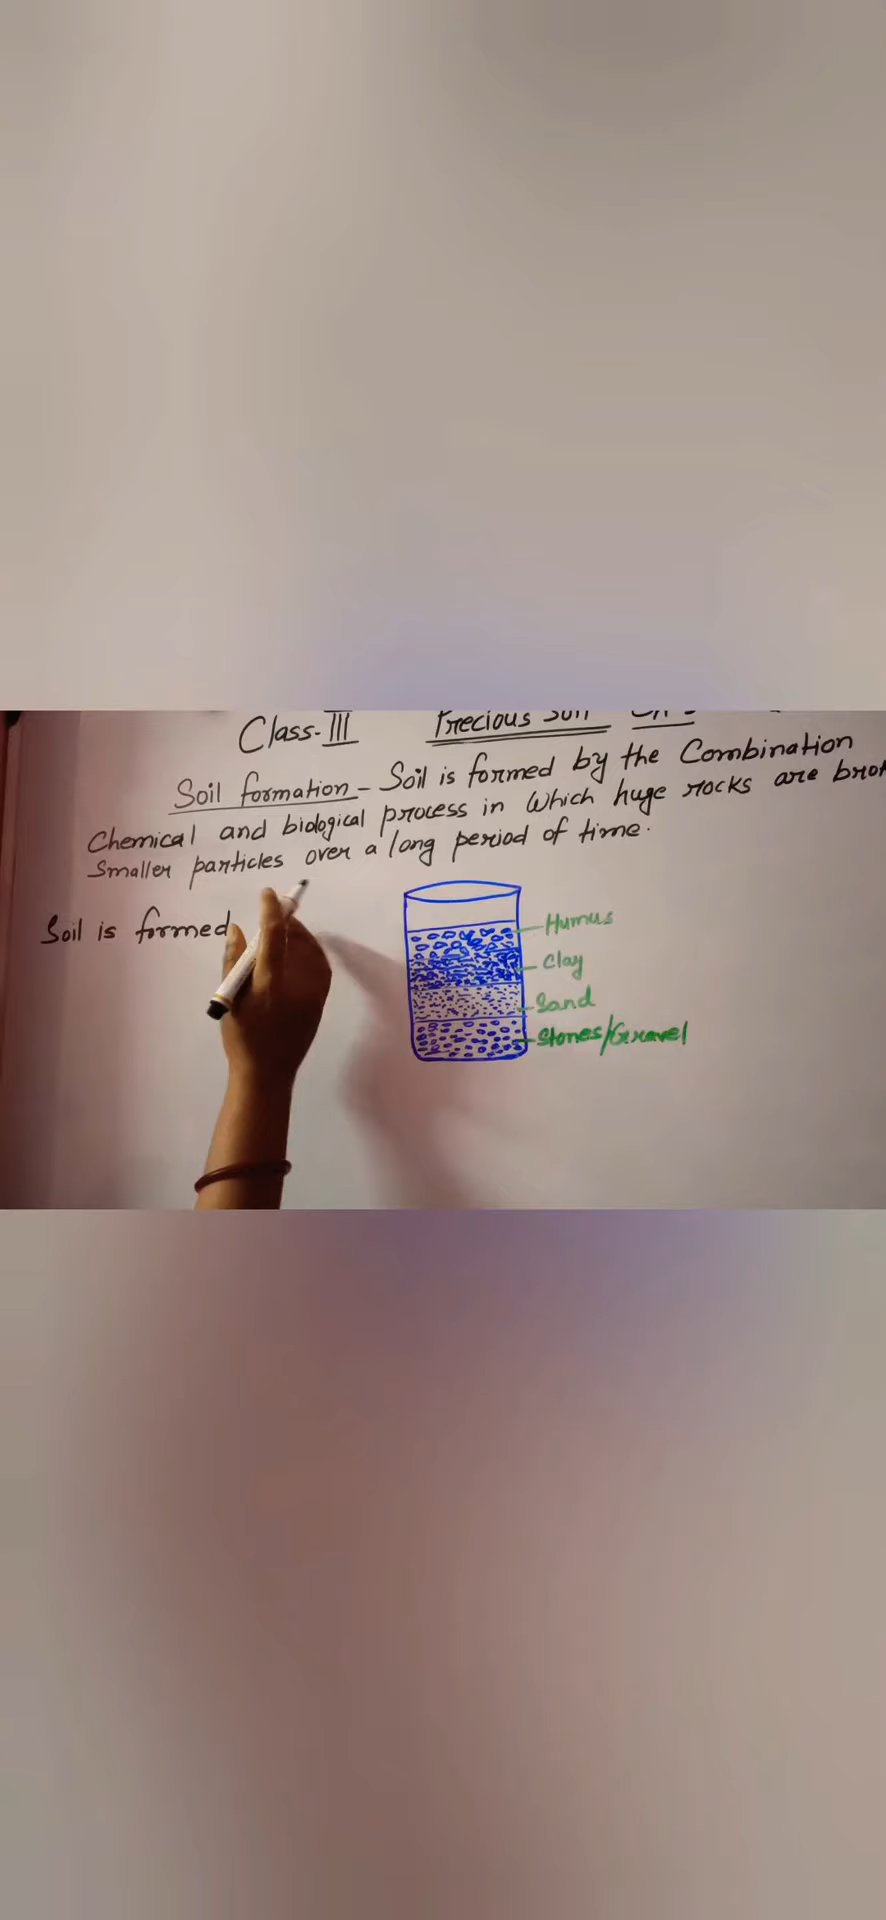 Class-III Precious Soil
Soil formation - Soil is formed by the Combination
Chemical and biological process in which huge rocks are
Smaller particles over a long period of time.
Soil is formed
Humus
Clay
Sand
Stones/Gravel